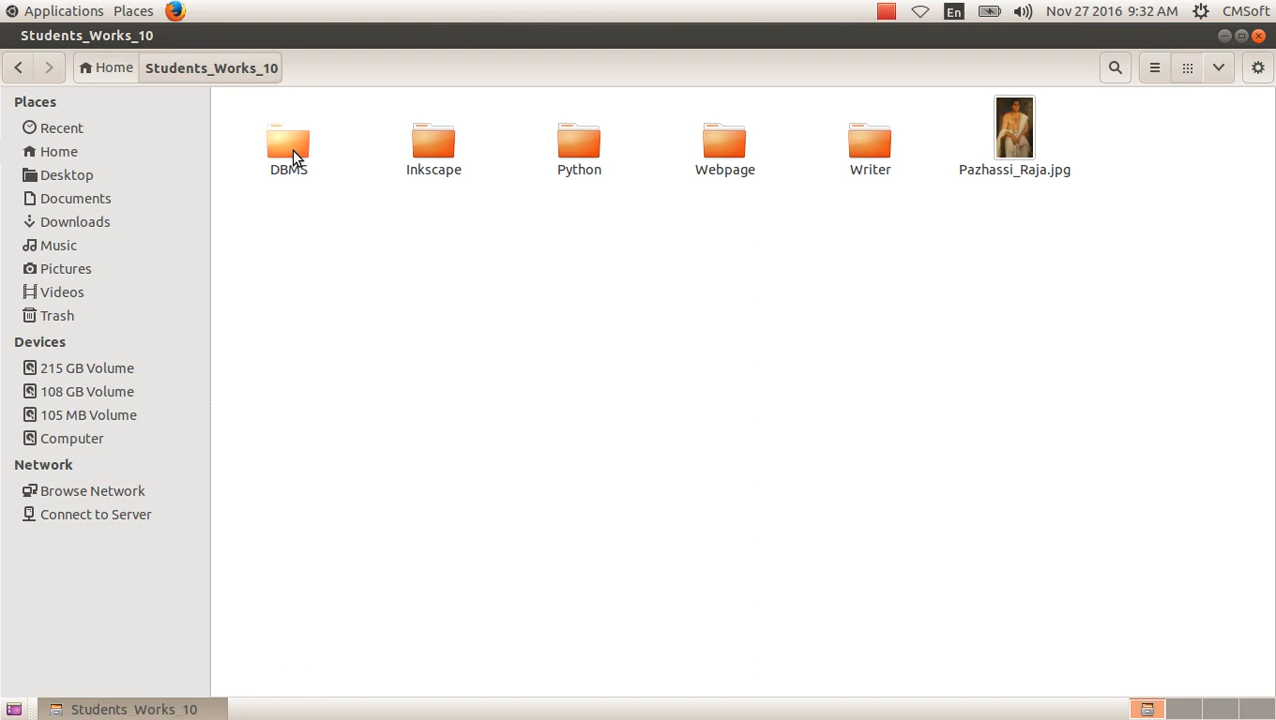 Applications Places En Nov 27 2016 9:32 AM CMSoft
Students_Works_10
Home Students_Works_10
Places
Recent
Home
Desktop
Documents
Downloads
Music
Pictures
Videos
Trash
Devices
215 GB Volume
108 GB Volume
105 MB Volume
Computer
Network
Browse Network
Connect to Server
DBMS Inkscape Python Webpage Writer Pazhassi_Raja.jpg
Students_Works_10